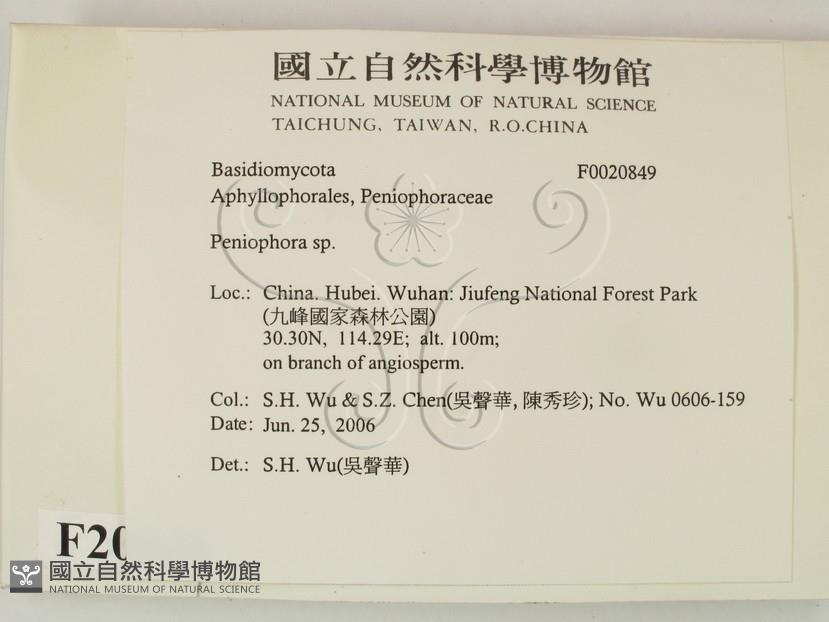 國立自然科學博物館
NATIONAL MUSEUM OF NATURAL SCIENCE
TAICHUNG, TAIWAN, R.O.CHINA
Basidiomycota F0020849
Aphyllophorales, Peniophoraceae
Peniophora sp.
Loc.: China. Hubei. Wuhan: Jiufeng National Forest Park
(九峰國家森林公園)
30.30N, 114.29E; alt. 100m;
on branch of angiosperm.
Col.: S.H. Wu & S.Z. Chen(吳聲華, 陳秀珍); No. Wu 0606-159
Date: Jun. 25, 2006
Det.: S.H. Wu(吳聲華)
F20
國立自然科學博物館
NATIONAL MUSEUM OF NATURAL SCIENCE